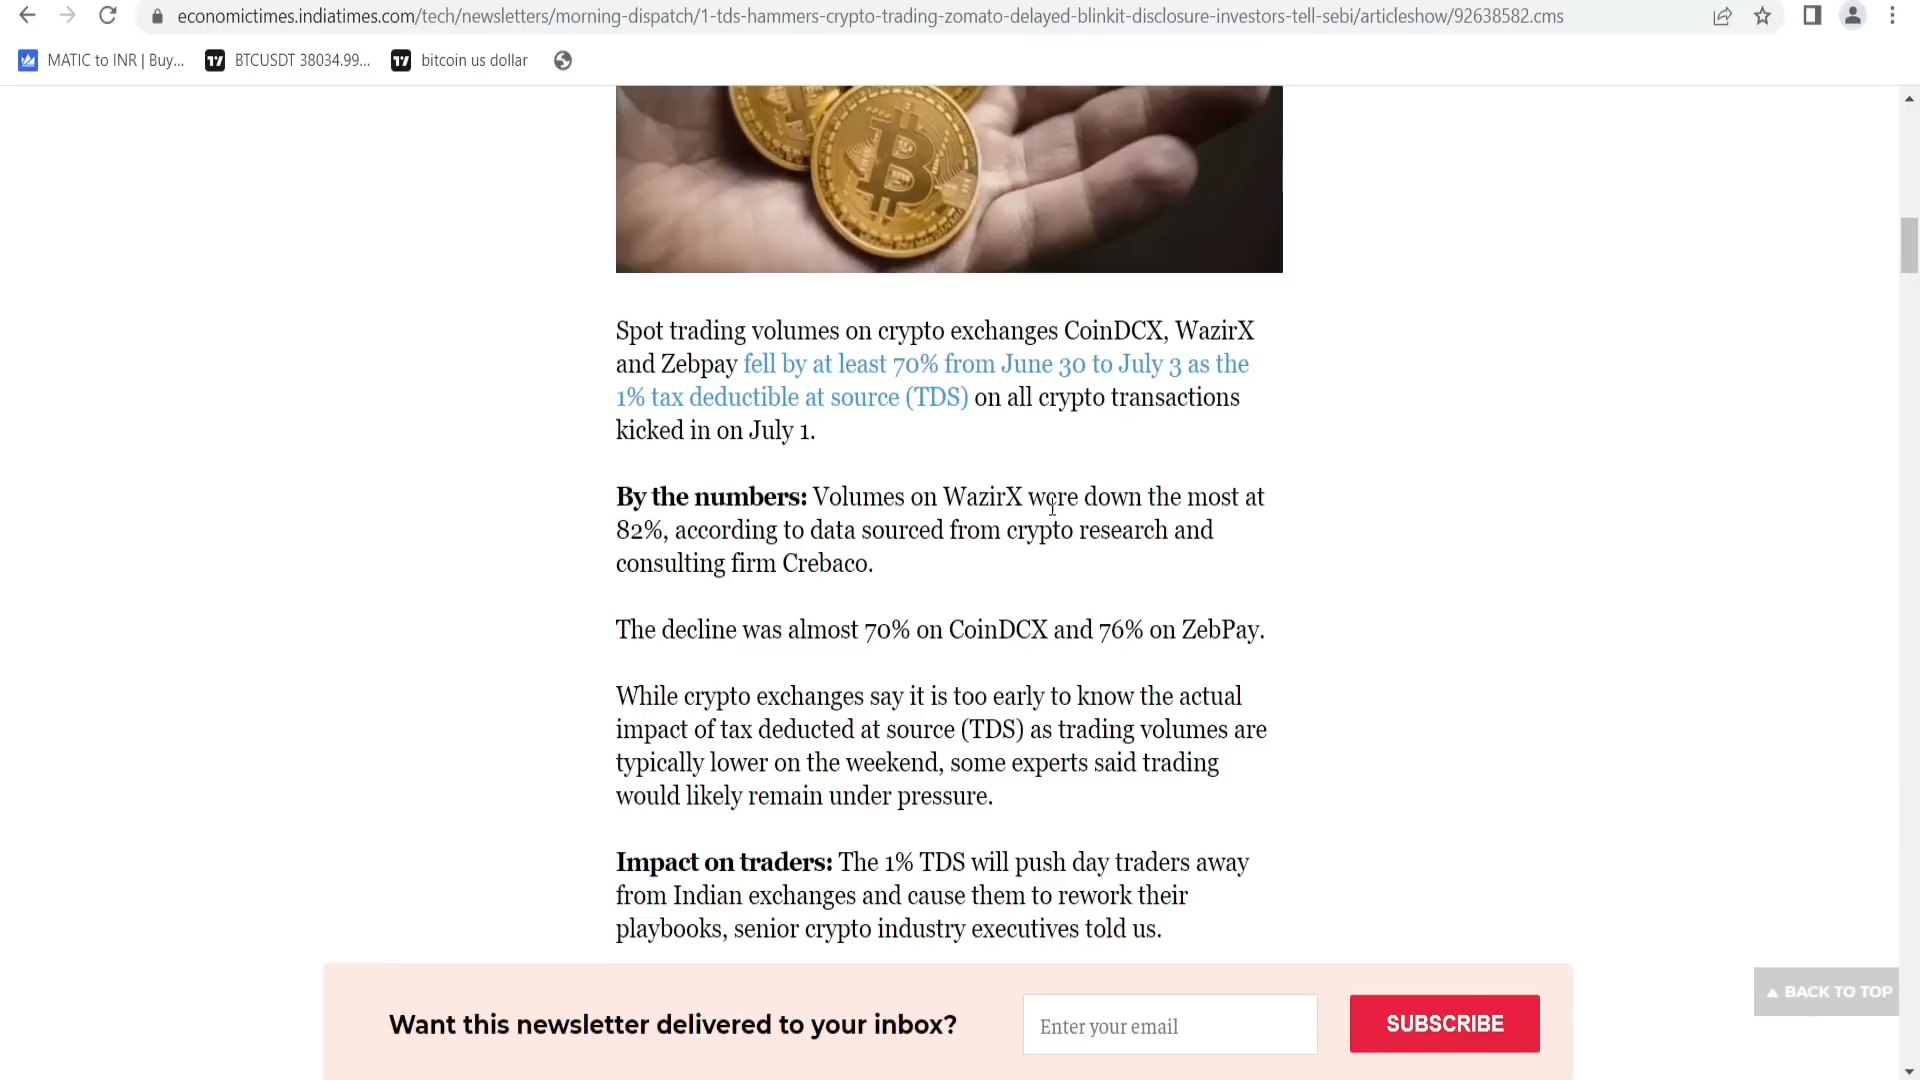 economictimes.indiatimes.com/tech/newsletters/morning-dispatch/1-tds-hammers-crypto-trading-zomato-delayed-blinkit-disclosure-investors-tell-sebi/articleshow/92638582.cms
MATIC to INR | Buy... BTCUSDT 38034.99... bitcoin us dollar
Spot trading volumes on crypto exchanges CoinDCX, WazirX
and Zebpay fell by at least 70% from June 30 to July 3 as the
1% tax deductible at source (TDS) on all crypto transactions
kicked in on July 1.
By the numbers: Volumes on WazirX were down the most at
82%, according to data sourced from crypto research and
consulting firm Crebaco.
The decline was almost 70% on CoinDCX and 76% on ZebPay.
While crypto exchanges say it is too early to know the actual
impact of tax deducted at source (TDS) as trading volumes are
typically lower on the weekend, some experts said trading
would likely remain under pressure.
Impact on traders: The 1% TDS will push day traders away
from Indian exchanges and cause them to rework their
playbooks, senior crypto industry executives told us.
BACK TO TOP
Want this newsletter delivered to your inbox? Enter your email SUBSCRIBE